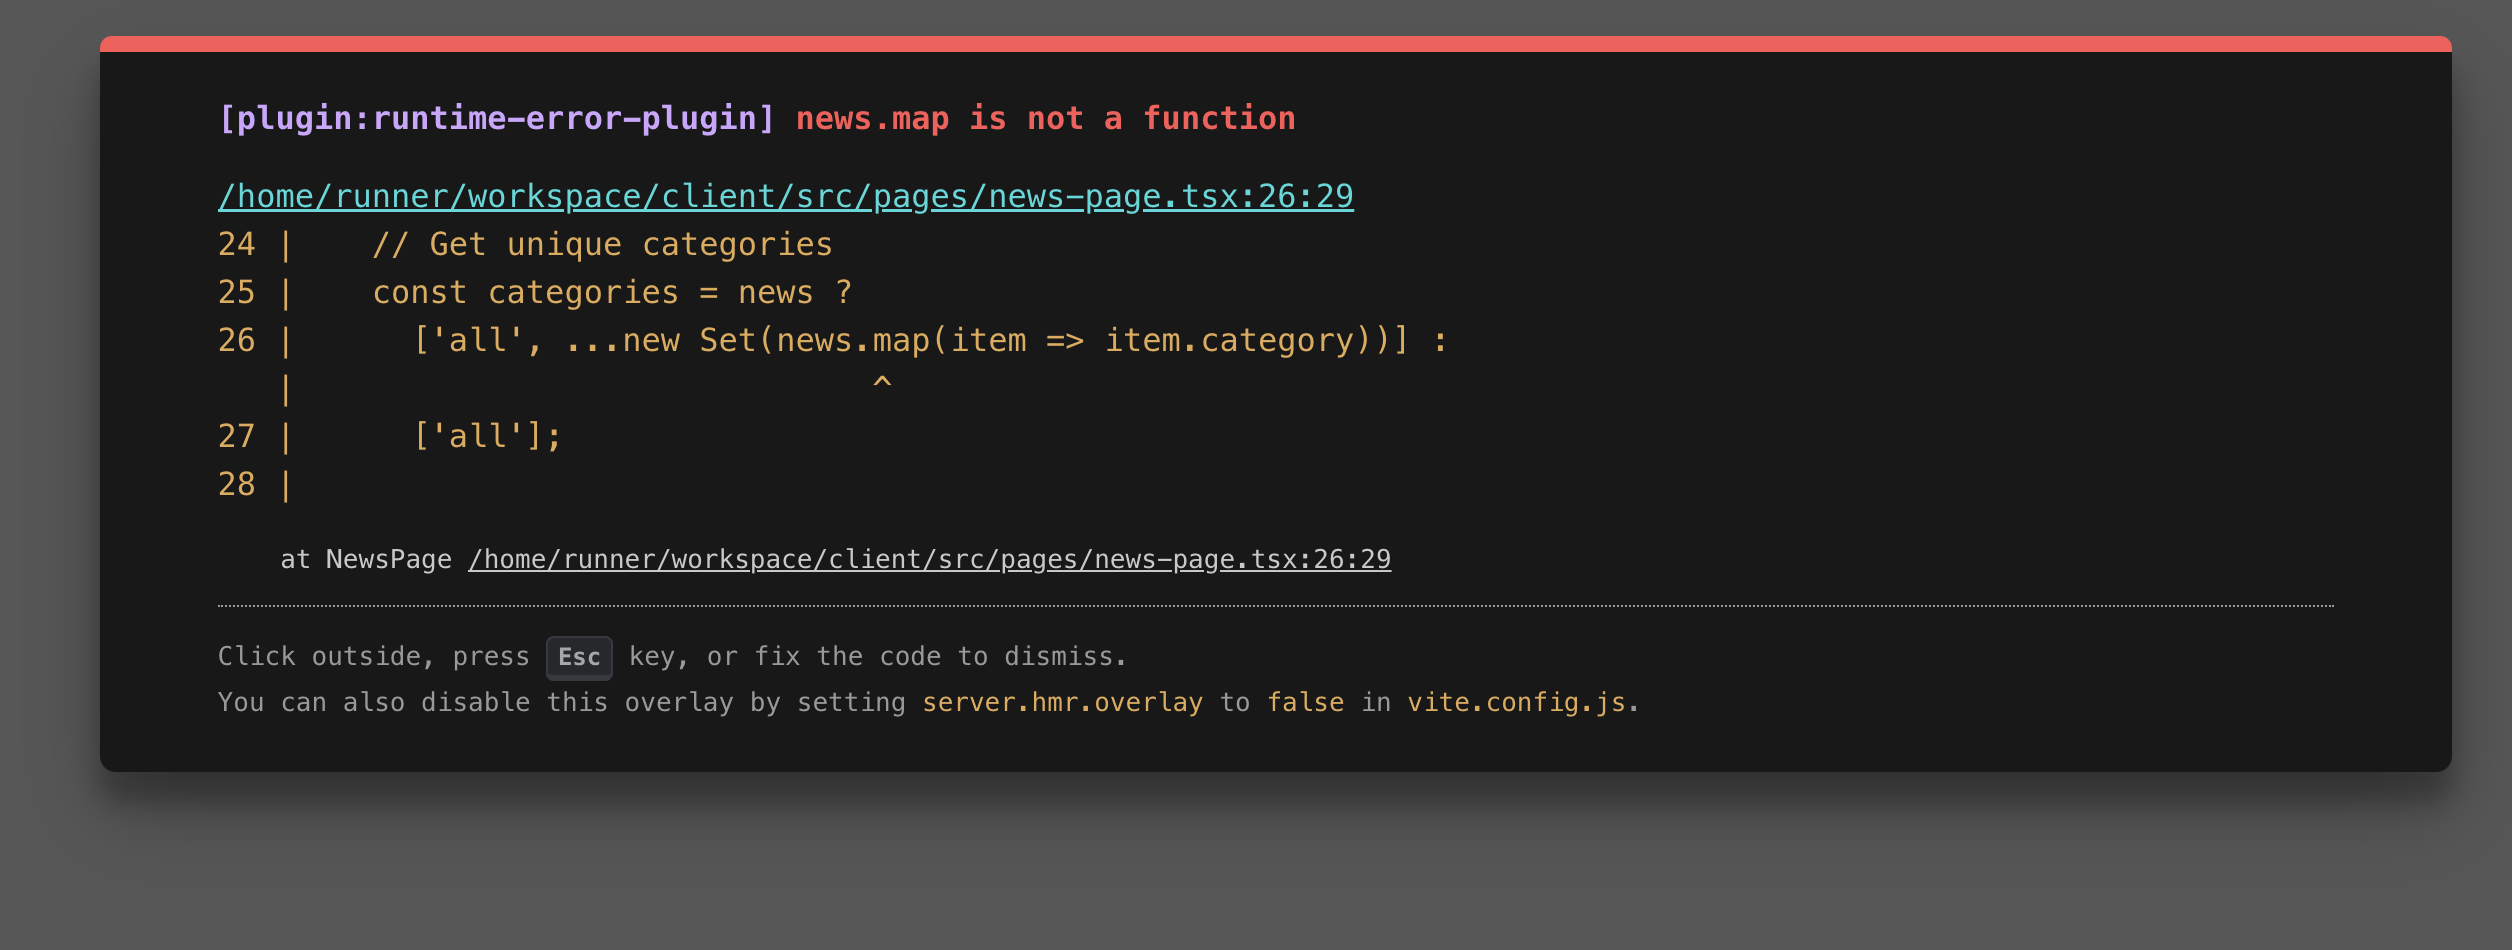 [plugin:runtime-error-plugin] news.map is not a function
/home/runner/workspace/client/src/pages/news-page.tsx:26:29
24 |    // Get unique categories
25 |    const categories = news ?
26 |      ['all', ...new Set(news.map(item => item.category))] :
   |                              ^
27 |      ['all'];
28 |
at NewsPage /home/runner/workspace/client/src/pages/news-page.tsx:26:29
Click outside, press Esc key, or fix the code to dismiss.
You can also disable this overlay by setting server.hmr.overlay to false in vite.config.js.